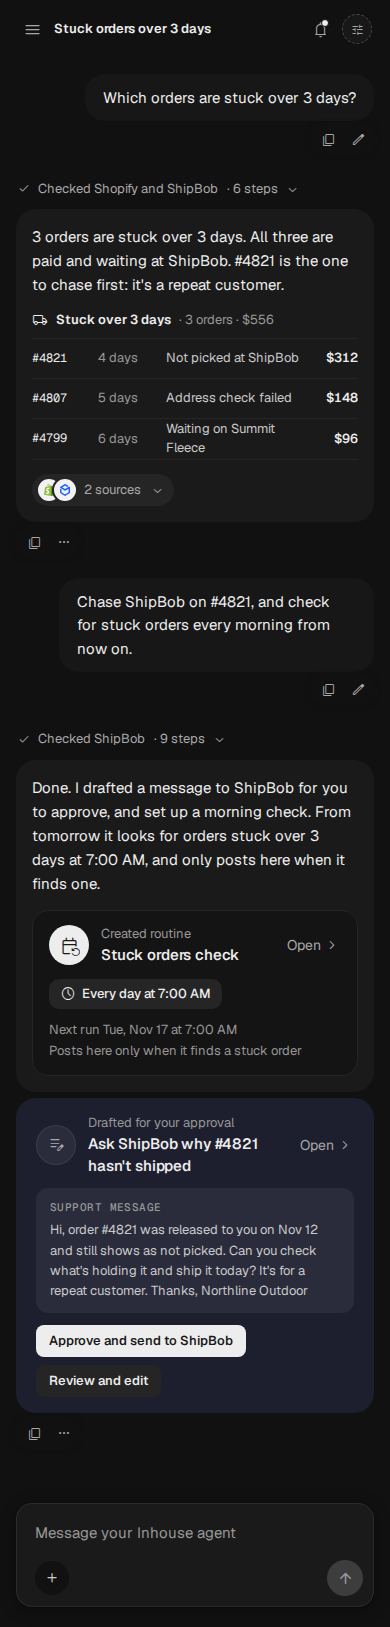 Stuck orders over 3 days
Which orders are stuck over 3 days?
Checked Shopify and ShipBob · 6 steps
3 orders are stuck over 3 days. All three are
paid and waiting at ShipBob. #4821 is the one
to chase first: it's a repeat customer.
Stuck over 3 days · 3 orders · $556
#4821 4 days Not picked at ShipBob $312
#4807 5 days Address check failed $148
#4799 6 days Waiting on Summit Fleece $96
2 sources
Chase ShipBob on #4821, and check
for stuck orders every morning from
now on.
Checked ShipBob · 9 steps
Done. I drafted a message to ShipBob for you
to approve, and set up a morning check. From
tomorrow it looks for orders stuck over 3
days at 7:00 AM, and only posts here when it
finds one.
Created routine
Stuck orders check
Open
Every day at 7:00 AM
Next run Tue, Nov 17 at 7:00 AM
Posts here only when it finds a stuck order
Drafted for your approval
Ask ShipBob why #4821
hasn't shipped
Open
SUPPORT MESSAGE
Hi, order #4821 was released to you on Nov 12
and still shows as not picked. Can you check
what's holding it and ship it today? It's for a
repeat customer. Thanks, Northline Outdoor
Approve and send to ShipBob
Review and edit
Message your Inhouse agent